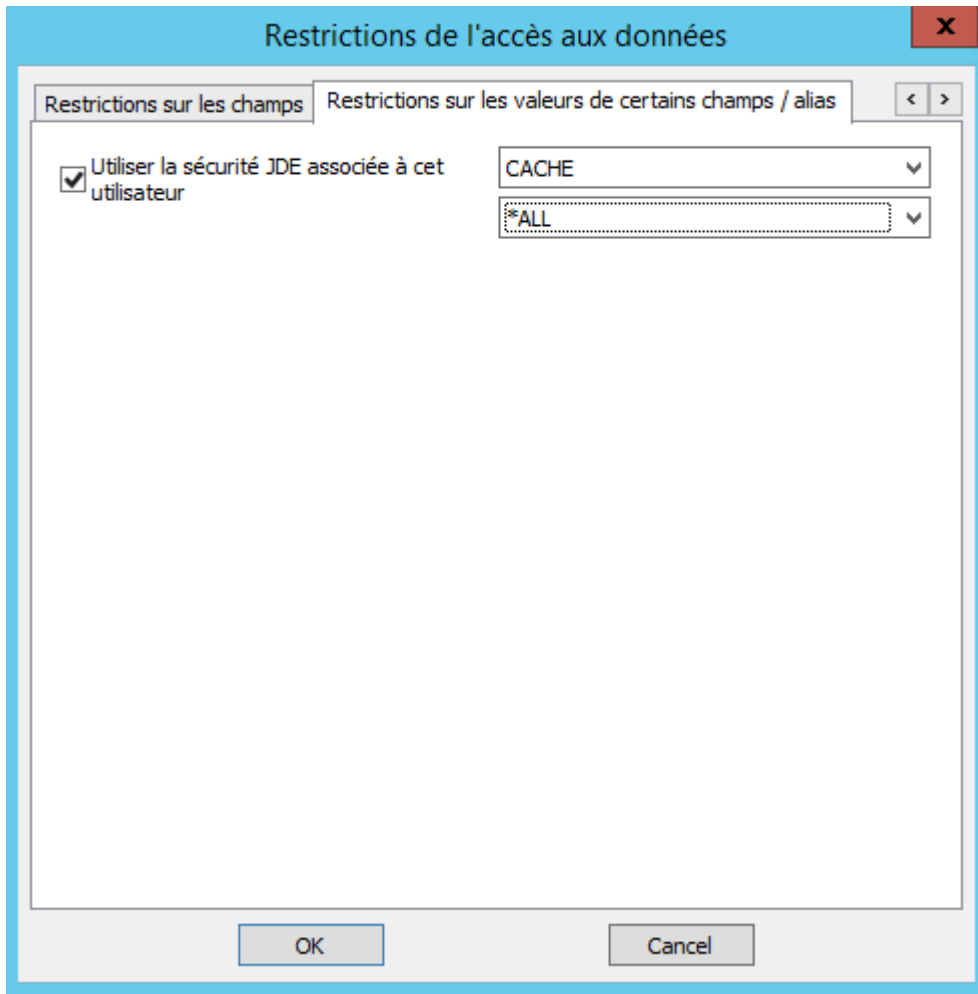 Restrictions de l'accès aux données
x
Restrictions sur les champs
Restrictions sur les valeurs de certains champs / alias
< >
Utiliser la sécurité JDE associée à cet
utilisateur
CACHE
*ALL
OK
Cancel